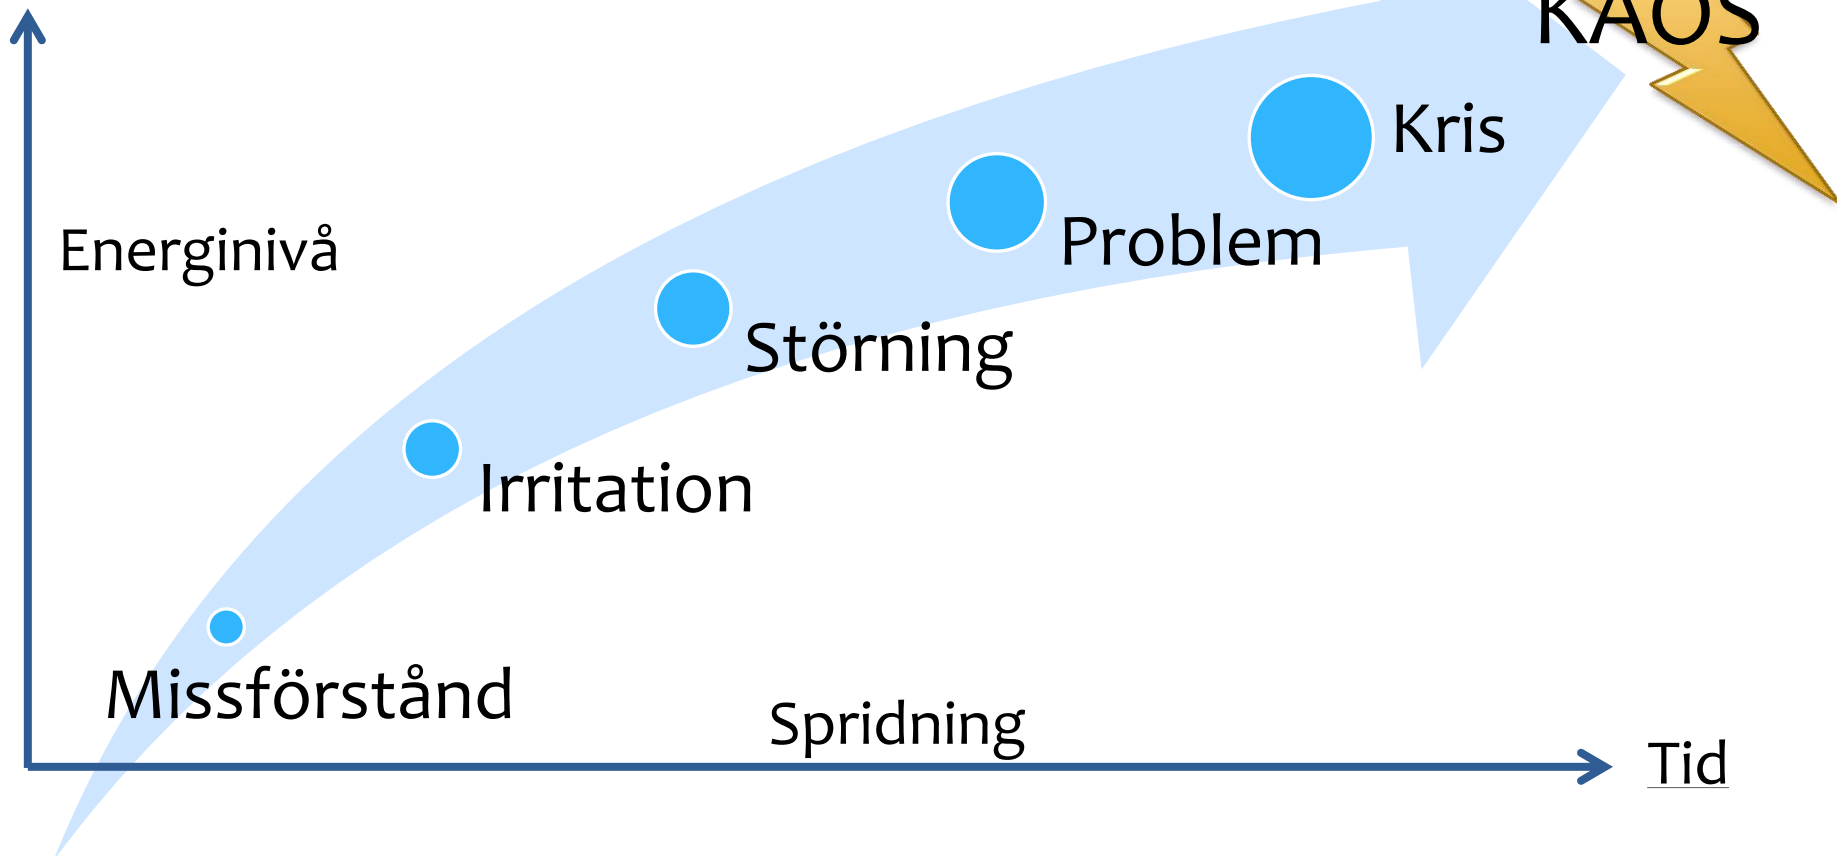 KAOS
Kris
Problem
Energinivå
Störning
Irritation
Missförstånd
Spridning
Tid